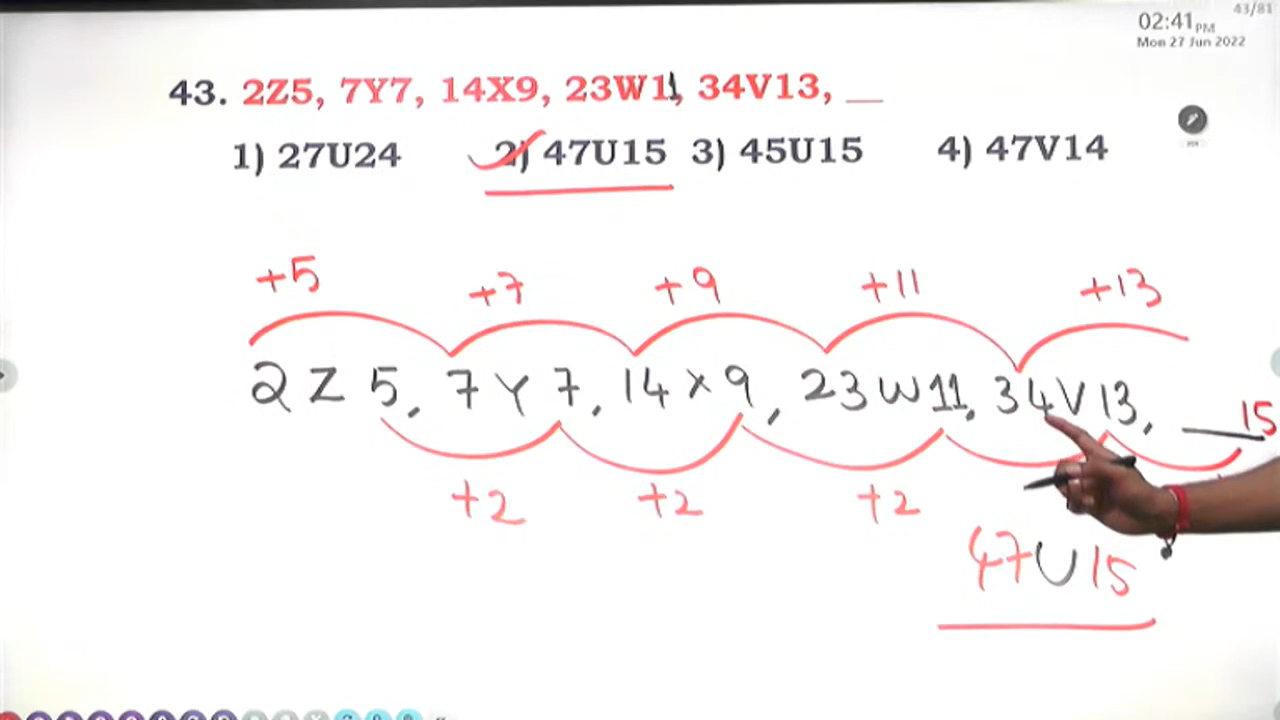 43/81
02:41 PM
Mon 27 Jun 2022
43. 2Z5, 7Y7, 14X9, 23W11, 34V13, __
1) 27U24 2) 47U15 3) 45U15 4) 47V14
+5 +7 +9 +11 +13
2Z5, 7Y7, 14X9, 23W11, 34V13, __15
+2 +2 +2
47U15